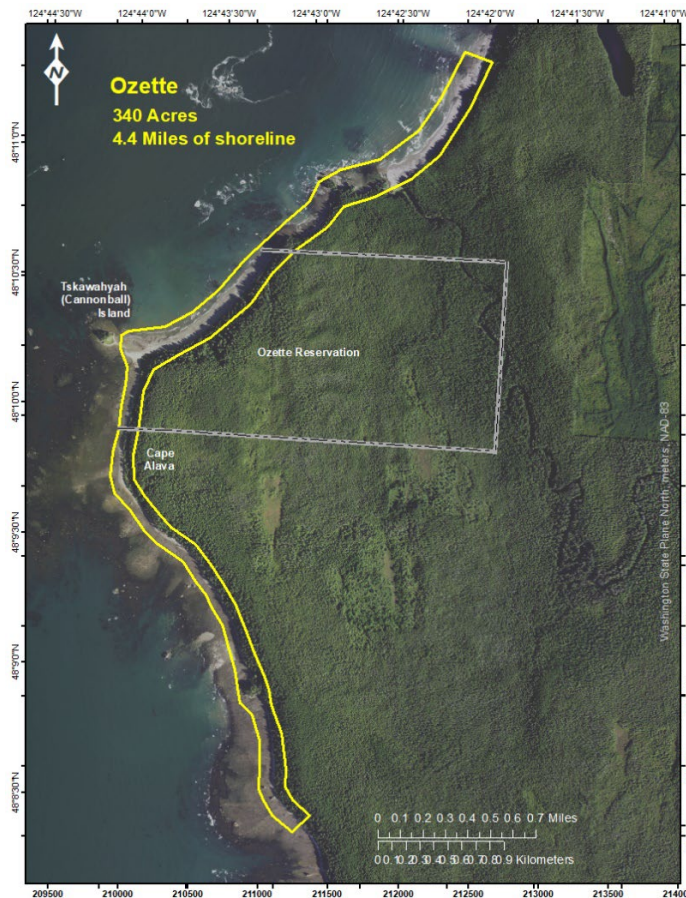 124°44'30"W 124°44'0"W 124°43'30"W 124°43'0"W 124°42'30"W 124°42'0"W 124°41'30"W 124°41'0"W
N
Ozette
340 Acres
4.4 Miles of shoreline
48°11'0"N
48°10'30"N
Tskawahyah
(Cannonball)
Island
Ozette Reservation
48°10'0"N
Cape
Alava
48°9'30"N
Washington State Plane North, meters, NAD-83
48°9'0"N
48°8'30"N
0 0.1 0.2 0.3 0.4 0.5 0.6 0.7 Miles
0 0.1 0.2 0.3 0.4 0.5 0.6 0.7 0.8 0.9 Kilometers
209500 210000 210500 211000 211500 212000 212500 213000 213500 21400